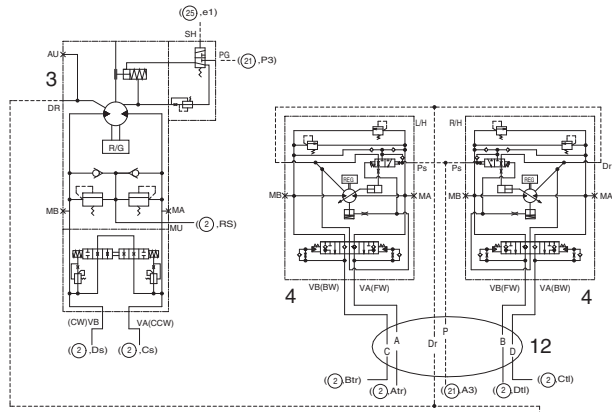 (25,e1)
SH
AU
PG (21,P3)
3
DR
R/G
L/H R/H
Ps Ps Dr
REG REG
MB MA MB MA
MB MA
MU
(2,RS)
4 4
VB(BW) VA(FW) VB(FW) VA(BW)
(CW)VB VA(CCW)
(2,Ds) (2,Cs)
C A Dr P B D 12
(2,Btr) (2,Atr) (21,A3) (2,Dtl) (2,Ctl)